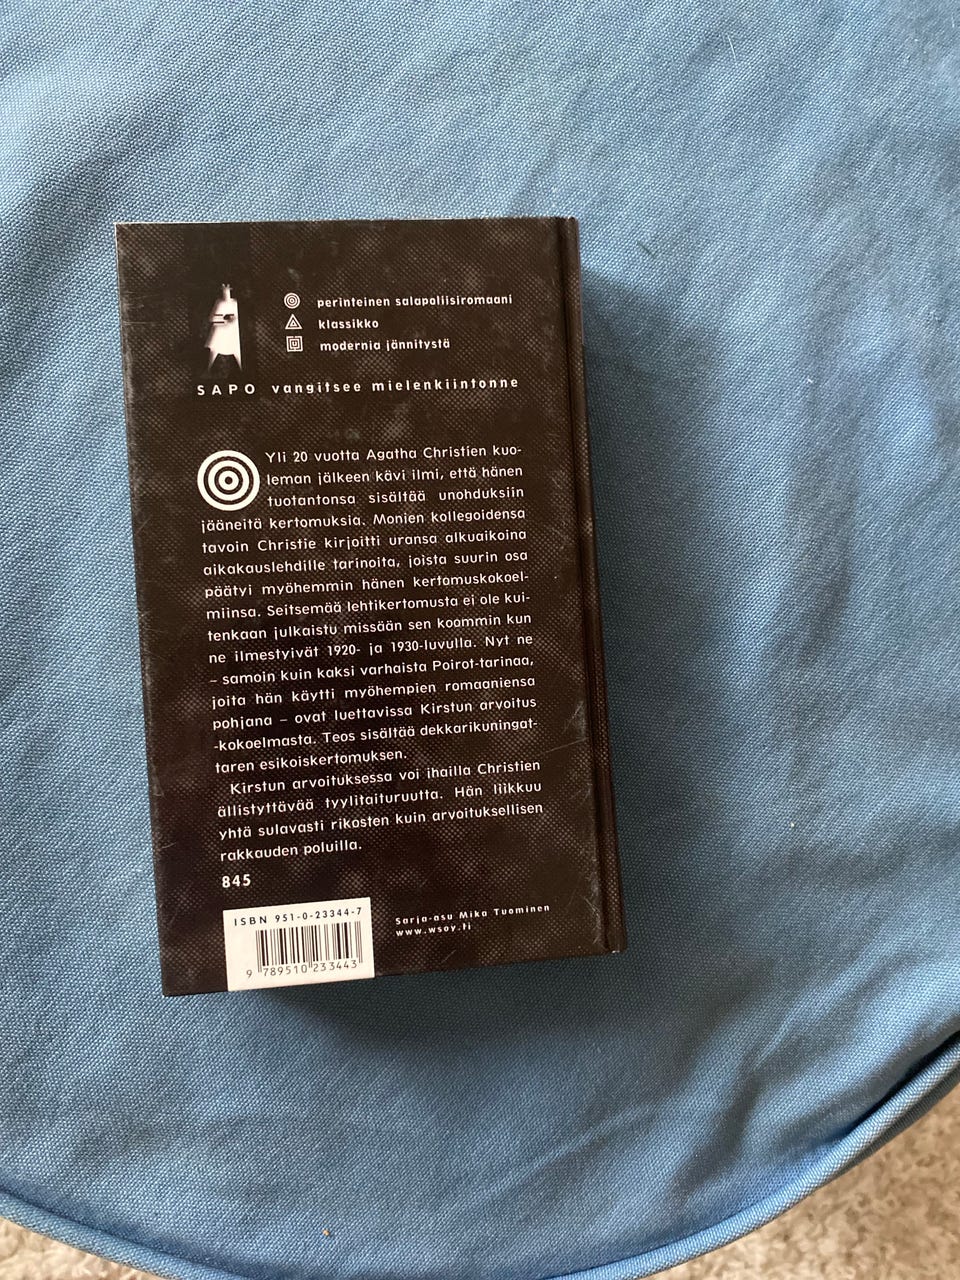 perinteinen salapoliisiromaani
klassikko
modernia jännitystä
SAPO vangitsee mielenkiintonne
Yli 20 vuotta Agatha Christien kuo-
leman jälkeen kävi ilmi, että hänen
tuotantonsa sisältää unohduksiin
jääneitä kertomuksia. Monien kollegoidensa
tavoin Christie kirjoitti uransa alkuaikoina
aikakauslehdille tarinoita, joista suurin osa
päätyi myöhemmin hänen kertomuskokoel-
miinsa. Seitsemää lehtikertomusta ei ole kui-
tenkaan julkaistu missään sen koommin kun
ne ilmestyivät 1920- ja 1930-luvulla. Nyt ne
– samoin kuin kaksi varhaista Poirot-tarinaa,
joita hän käytti myöhempien romaaniensa
pohjana – ovat luettavissa Kirstun arvoitus
-kokoelmasta. Teos sisältää dekkarikuningat-
taren esikoiskertomuksen.
Kirstun arvoituksessa voi ihailla Christien
ällistyttävää tyylitaituruutta. Hän liikkuu
yhtä sulavasti rikosten kuin arvoituksellisen
rakkauden poluilla.
845
ISBN 951-0-23344-7
9 789510 233443
Sarja-asu Mika Tuominen
www.wsoy.fi